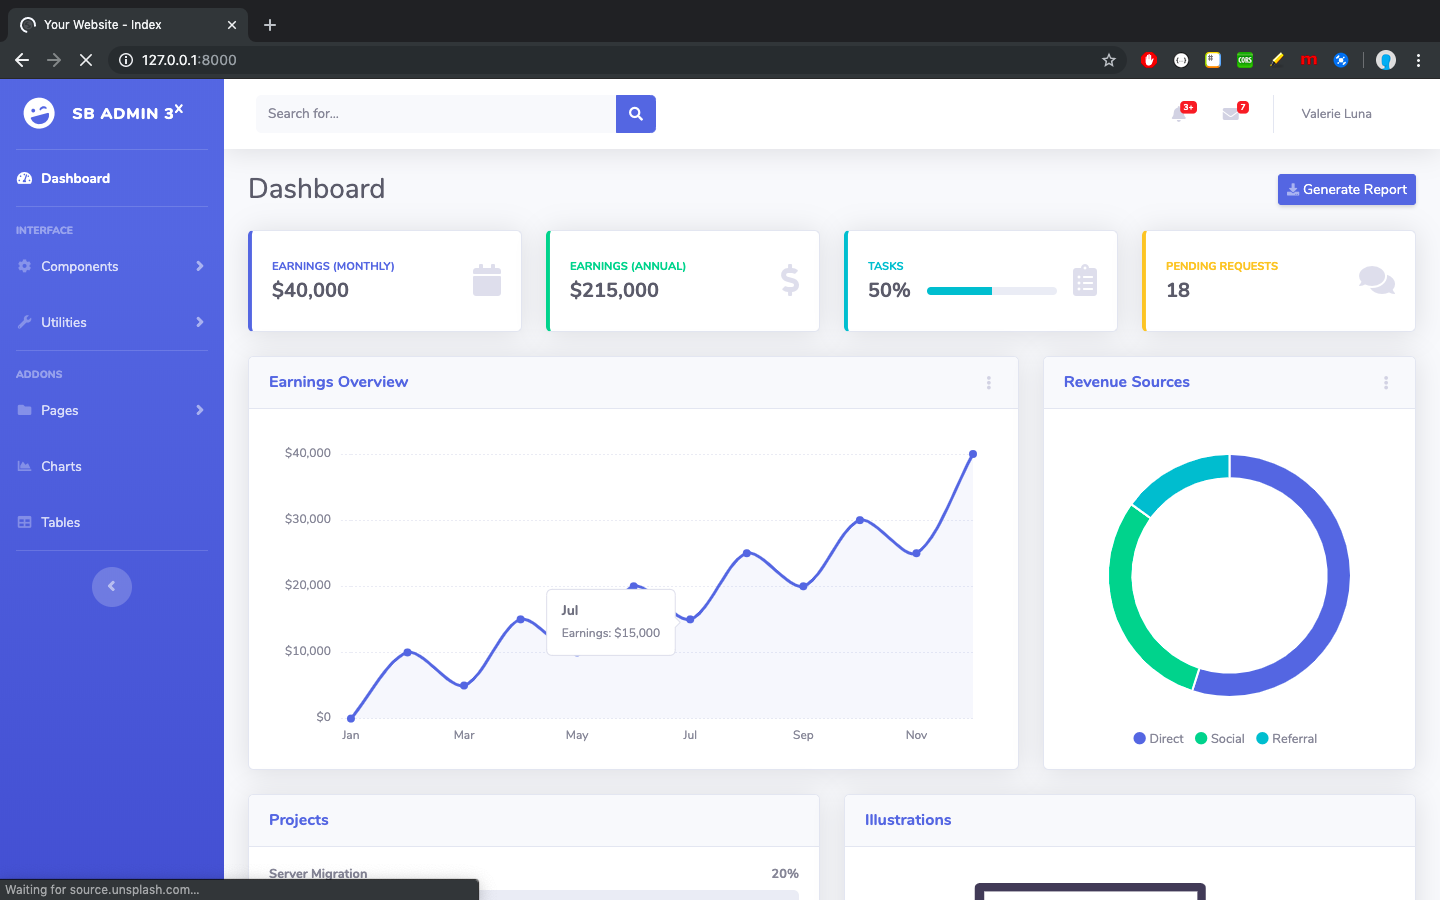 Your Website - Index
127.0.0.1:8000
CORS
m
SB ADMIN 3x
Search for...
3+
7
Valerie Luna
Dashboard
Dashboard
Generate Report
INTERFACE
Components
Utilities
ADDONS
Pages
Charts
Tables
EARNINGS (MONTHLY)
$40,000
EARNINGS (ANNUAL)
$215,000
TASKS
50%
PENDING REQUESTS
18
Earnings Overview
$40,000
$30,000
$20,000
$10,000
$0
Jul
Earnings: $15,000
Jan Mar May Jul Sep Nov
Revenue Sources
Direct Social Referral
Projects
Server Migration 20%
Illustrations
Waiting for source.unsplash.com...